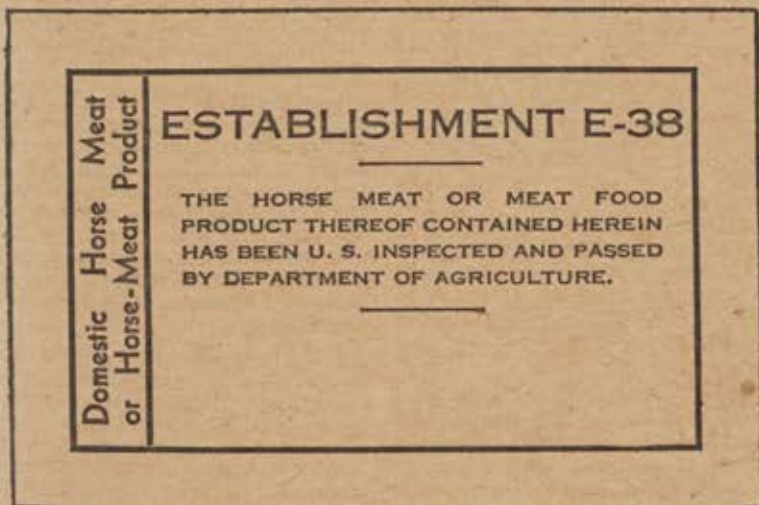 Domestic Horse Meat
or Horse-Meat Product
ESTABLISHMENT E-38
THE HORSE MEAT OR MEAT FOOD
PRODUCT THEREOF CONTAINED HEREIN
HAS BEEN U. S. INSPECTED AND PASSED
BY DEPARTMENT OF AGRICULTURE.